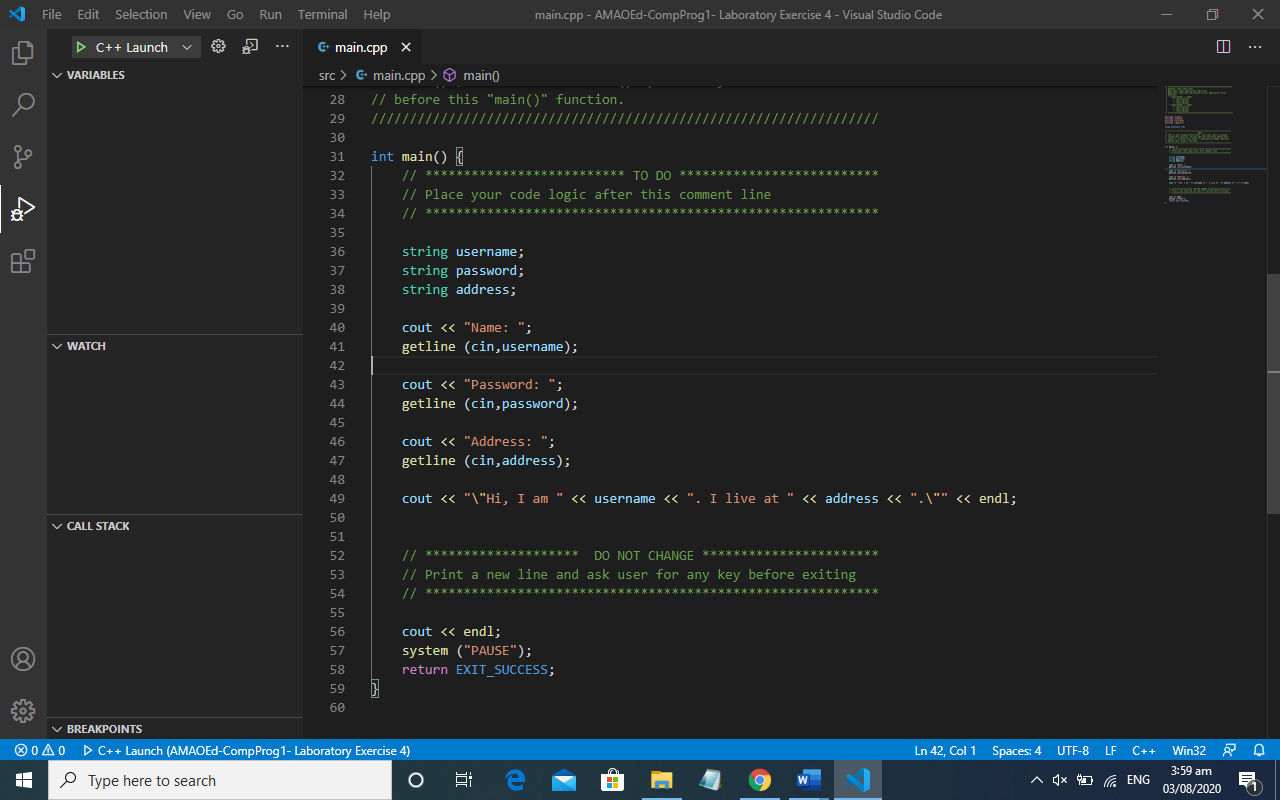 File Edit Selection View Go Run Terminal Help main.cpp - AMAOEd-CompProg1- Laboratory Exercise 4 - Visual Studio Code
C++ Launch
main.cpp
VARIABLES
WATCH
CALL STACK
BREAKPOINTS
src > main.cpp > main()
28 // before this "main()" function.
29 //////////////////////////////////////////////////////////////////
30
31 int main() {
32 // ************************** TO DO **************************
33 // Place your code logic after this comment line
34 // ***********************************************************
35
36 string username;
37 string password;
38 string address;
39
40 cout << "Name: ";
41 getline (cin,username);
42
43 cout << "Password: ";
44 getline (cin,password);
45
46 cout << "Address: ";
47 getline (cin,address);
48
49 cout << "\"Hi, I am " << username << ". I live at " << address << ".\"" << endl;
50
51
52 // ******************** DO NOT CHANGE ***********************
53 // Print a new line and ask user for any key before exiting
54 // ***********************************************************
55
56 cout << endl;
57 system ("PAUSE");
58 return EXIT_SUCCESS;
59 }
60
0 0 C++ Launch (AMAOEd-CompProg1- Laboratory Exercise 4) Ln 42, Col 1 Spaces: 4 UTF-8 LF C++ Win32
Type here to search
ENG
3:59 am
03/08/2020
1